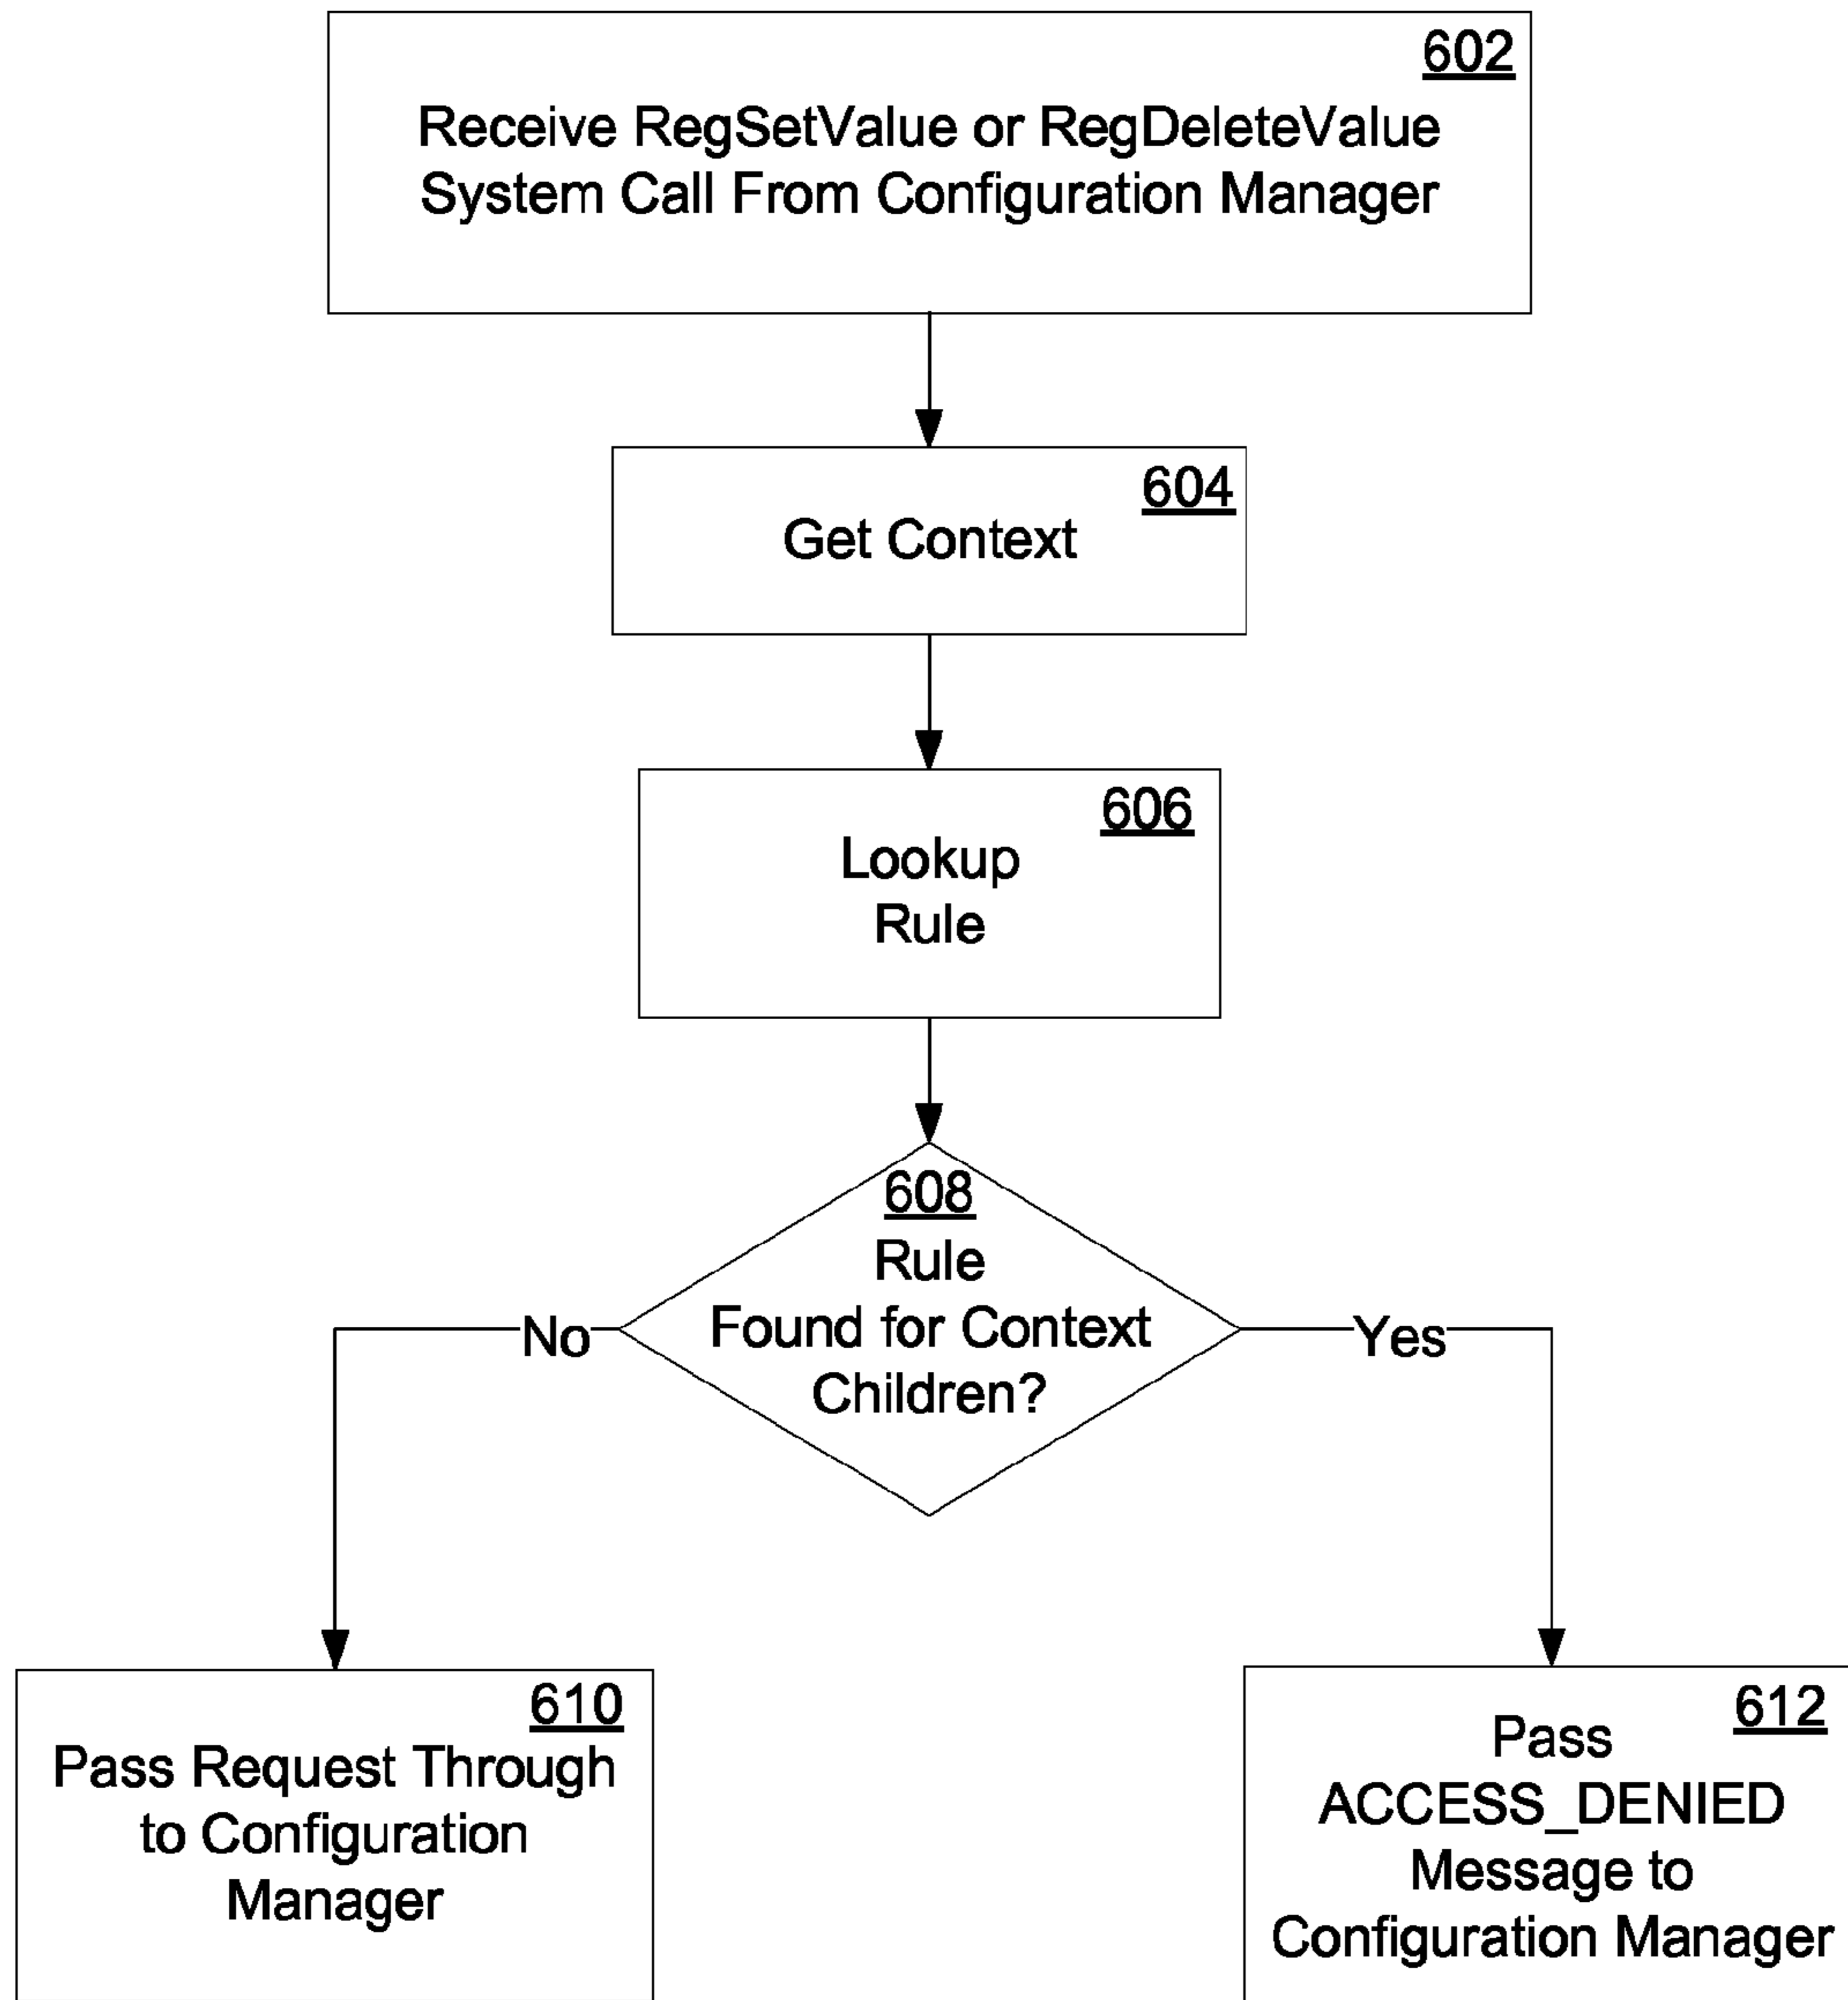 602
Receive RegSetValue or RegDeleteValue
System Call From Configuration Manager
604
Get Context
606
Lookup
Rule
608
Rule
Found for Context
Children?
No
Yes
610
Pass Request Through
to Configuration
Manager
612
Pass
ACCESS_DENIED
Message to
Configuration Manager